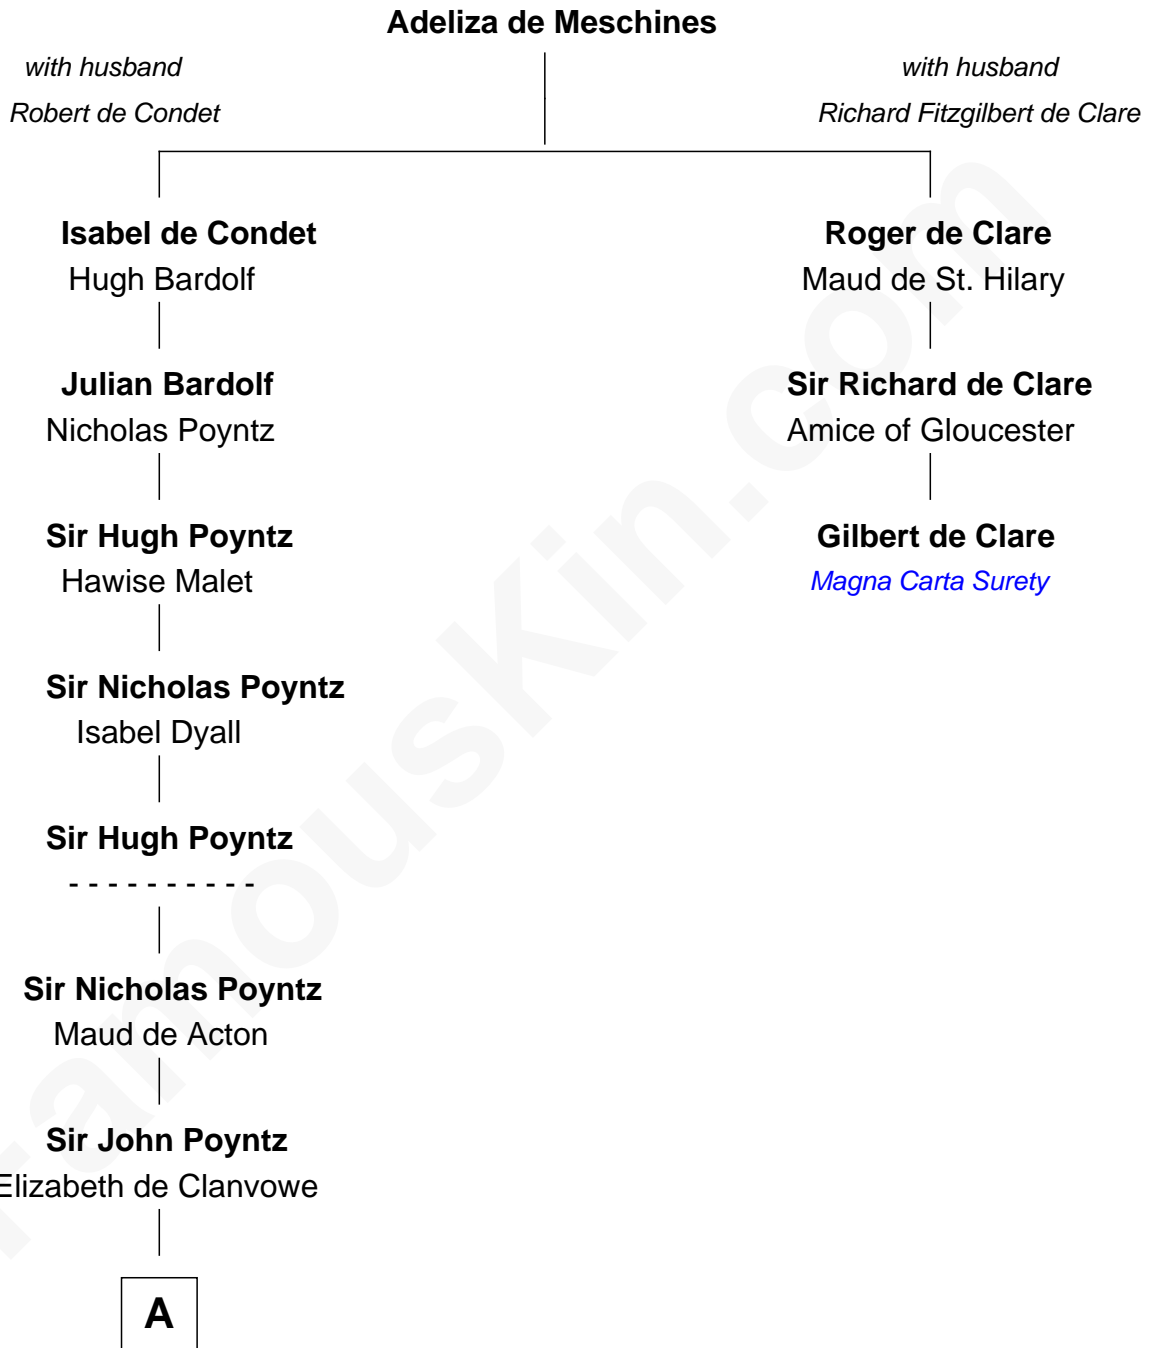 Adeliza de Meschines
with husband
Robert de Condet
with husband
Richard Fitzgilbert de Clare
Isabel de Condet
Hugh Bardolf
Roger de Clare
Maud de St. Hilary
Julian Bardolf
Nicholas Poyntz
Sir Richard de Clare
Amice of Gloucester
Sir Hugh Poyntz
Hawise Malet
Gilbert de Clare
Magna Carta Surety
Sir Nicholas Poyntz
Isabel Dyall
Sir Hugh Poyntz
- - - - - - - - - -
Sir Nicholas Poyntz
Maud de Acton
Sir John Poyntz
Elizabeth de Clanvowe
A
famouskin.com